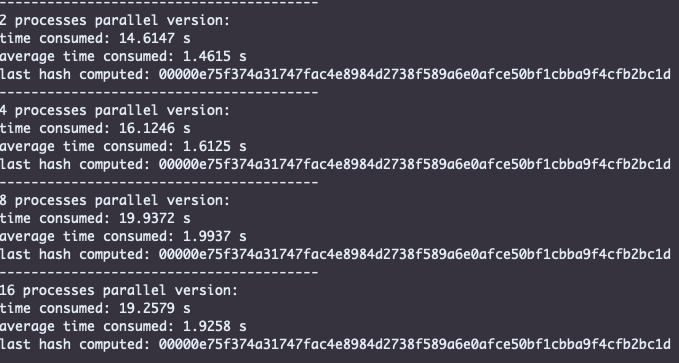 ----------------------------------------
2 processes parallel version:
time consumed: 14.6147 s
average time consumed: 1.4615 s
last hash computed: 00000e75f374a31747fac4e8984d2738f589a6e0afce50bf1cbba9f4cfb2bc1d
----------------------------------------
4 processes parallel version:
time consumed: 16.1246 s
average time consumed: 1.6125 s
last hash computed: 00000e75f374a31747fac4e8984d2738f589a6e0afce50bf1cbba9f4cfb2bc1d
----------------------------------------
8 processes parallel version:
time consumed: 19.9372 s
average time consumed: 1.9937 s
last hash computed: 00000e75f374a31747fac4e8984d2738f589a6e0afce50bf1cbba9f4cfb2bc1d
----------------------------------------
16 processes parallel version:
time consumed: 19.2579 s
average time consumed: 1.9258 s
last hash computed: 00000e75f374a31747fac4e8984d2738f589a6e0afce50bf1cbba9f4cfb2bc1d